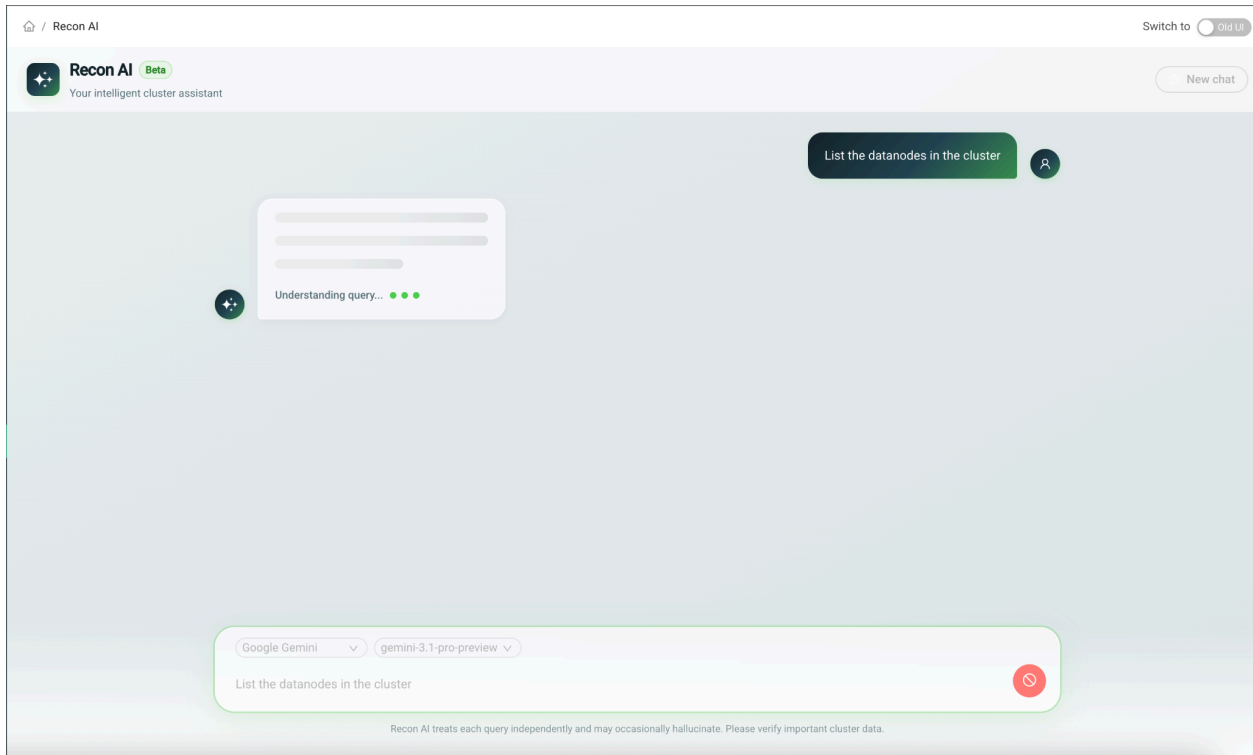 / Recon AI
Switch to Old UI
Recon AI Beta
Your intelligent cluster assistant
New chat
List the datanodes in the cluster
Understanding query...
Google Gemini gemini-3.1-pro-preview
List the datanodes in the cluster
Recon AI treats each query independently and may occasionally hallucinate. Please verify important cluster data.